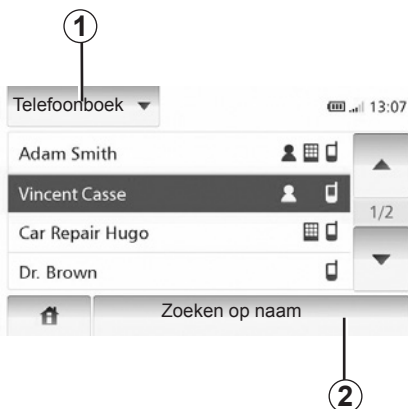 1
Telefoonboek 13:07
Adam Smith
Vincent Casse
1/2
Car Repair Hugo
Dr. Brown
Zoeken op naam
2